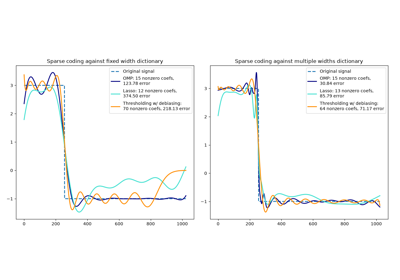 Sparse coding against fixed width dictionary
Original signal
OMP: 15 nonzero coefs,
123.78 error
Lasso: 12 nonzero coefs,
374.50 error
Thresholding w/ debiasing:
70 nonzero coefs, 218.13 error
3
2
1
0
−1
0
200
400
600
800
1000
Sparse coding against multiple widths dictionary
Original signal
OMP: 15 nonzero coefs,
30.84 error
Lasso: 13 nonzero coefs,
85.79 error
Thresholding w/ debiasing:
64 nonzero coefs, 71.17 error
3
2
1
0
−1
0
200
400
600
800
1000